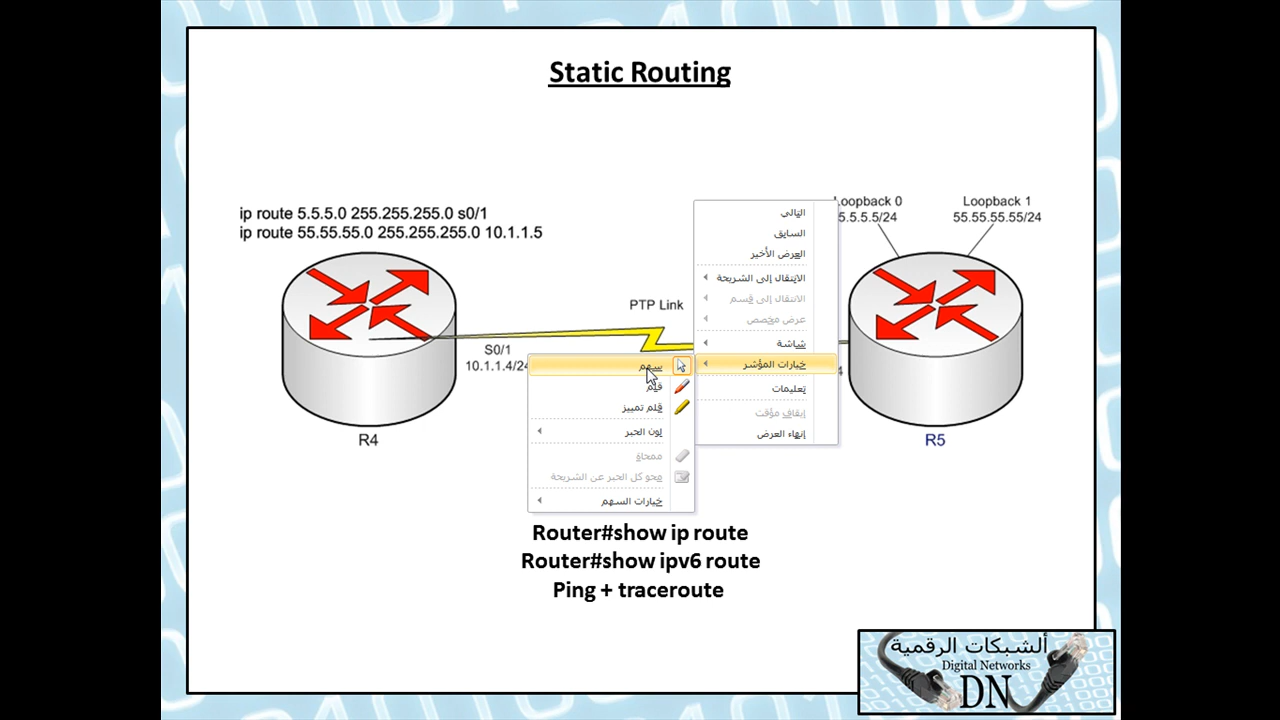 Static Routing
ip route 5.5.5.0 255.255.255.0 s0/1
ip route 55.55.55.0 255.255.255.0 10.1.1.5
Loopback 0
5.5.5.5/24
Loopback 1
55.55.55.55/24
PTP Link
S0/1
10.1.1.4/24
R4
R5
التالي
السابق
العرض الأخير
الانتقال إلى الشريحة
الانتقال إلى قسم
عرض مخصص
شاشة
خيارات المؤشر
تعليمات
إيقاف مؤقت
إنهاء العرض
سهم
قلم
قلم تمييز
لون الحبر
ممحاة
محو كل الحبر عن الشريحة
خيارات السهم
Router#show ip route
Router#show ipv6 route
Ping + traceroute
ألشبكات الرقمية
Digital Networks
DN